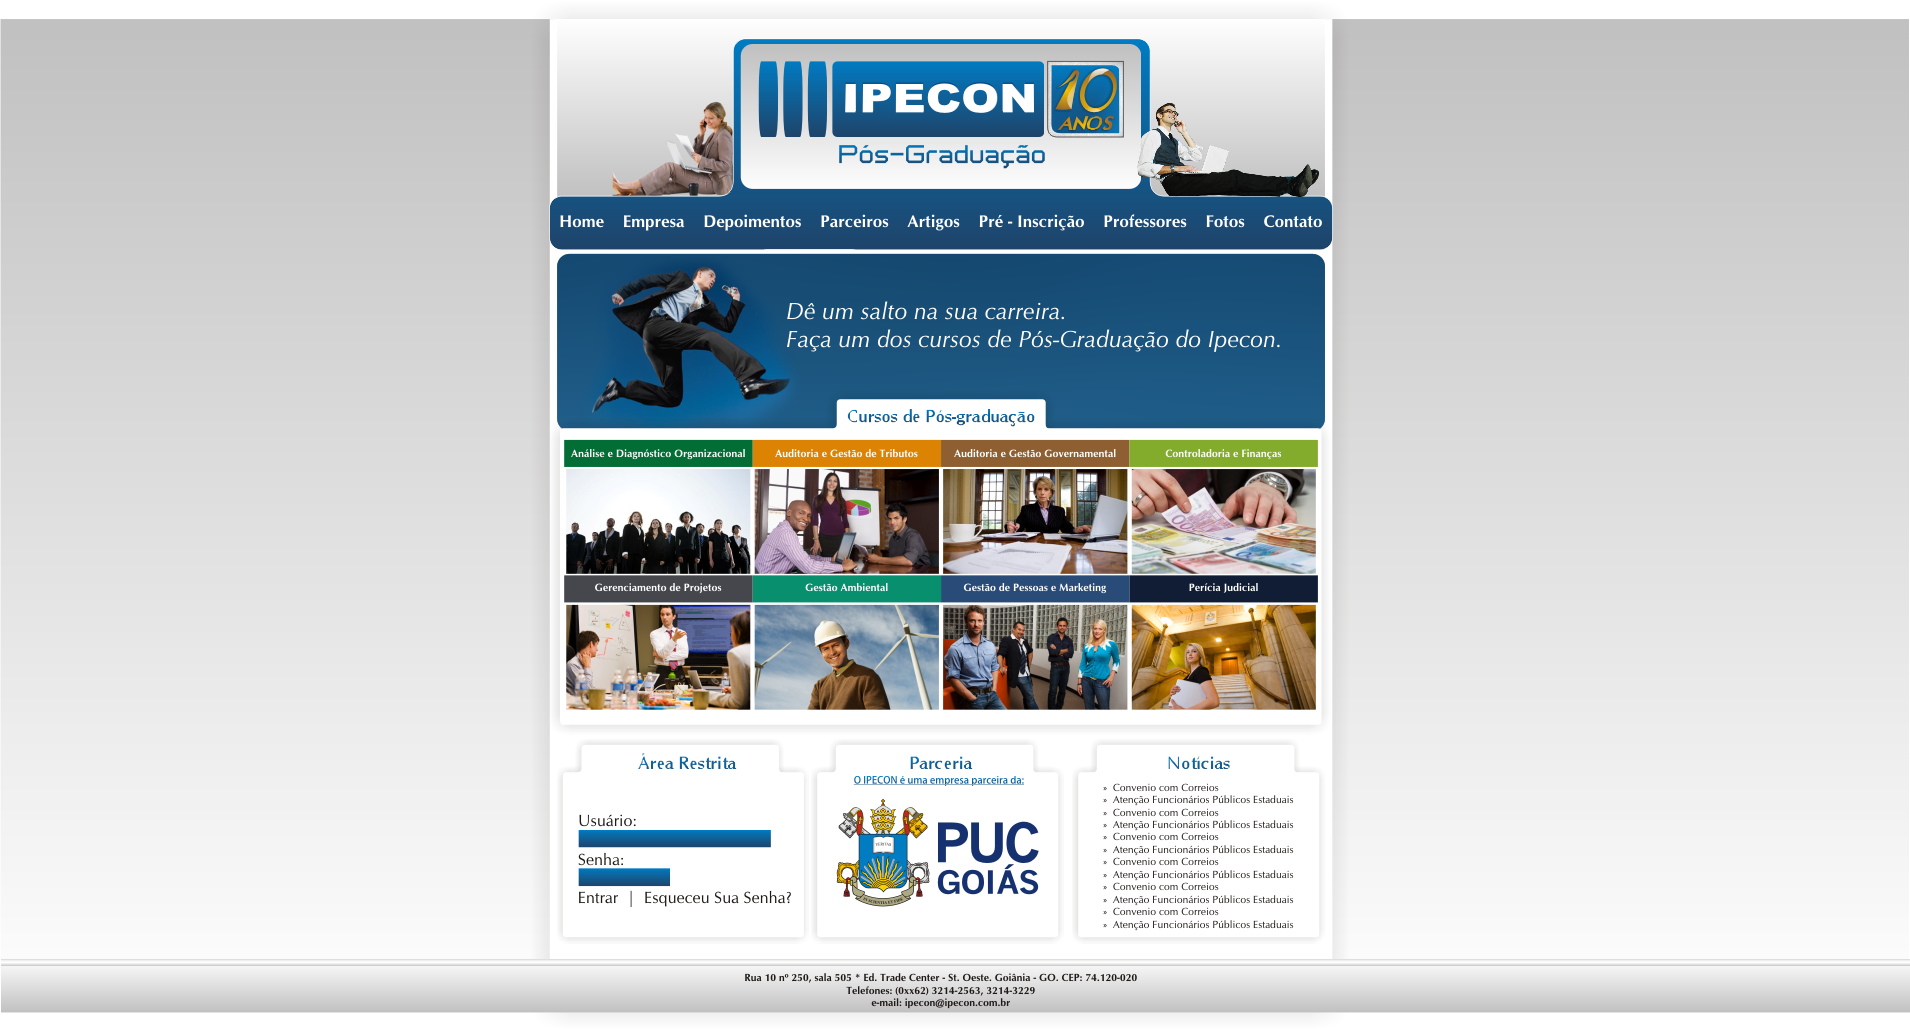 IPECON
10
ANOS
Pós-Graduação
Home Empresa Depoimentos Parceiros Artigos Pré - Inscrição Professores Fotos Contato
Dê um salto na sua carreira.
Faça um dos cursos de Pós-Graduação do Ipecon.
Cursos de Pós-graduação
Análise e Diagnóstico Organizacional
Auditoria e Gestão de Tributos
Auditoria e Gestão Governamental
Controladoria e Finanças
Gerenciamento de Projetos
Gestão Ambiental
Gestão de Pessoas e Marketing
Perícia Judicial
Área Restrita
Usuário:
Senha:
Entrar | Esqueceu Sua Senha?
Parceria
O IPECON é uma empresa parceira da:
PUC
GOIÁS
Noticias
» Convenio com Correios
» Atenção Funcionários Públicos Estaduais
» Convenio com Correios
» Atenção Funcionários Públicos Estaduais
» Convenio com Correios
» Atenção Funcionários Públicos Estaduais
» Convenio com Correios
» Atenção Funcionários Públicos Estaduais
» Convenio com Correios
» Atenção Funcionários Públicos Estaduais
» Convenio com Correios
» Atenção Funcionários Públicos Estaduais
Rua 10 nº 250, sala 505 * Ed. Trade Center - St. Oeste. Goiânia - GO. CEP: 74.120-020
Telefones: (0xx62) 3214-2563, 3214-3229
e-mail: ipecon@ipecon.com.br